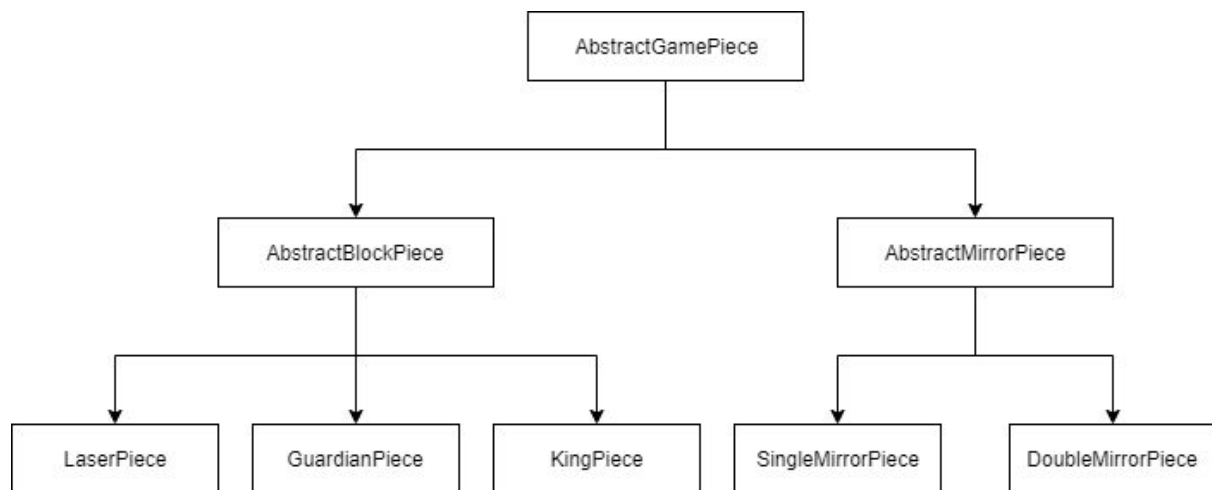 AbstractGamePiece
AbstractBlockPiece
AbstractMirrorPiece
LaserPiece
GuardianPiece
KingPiece
SingleMirrorPiece
DoubleMirrorPiece